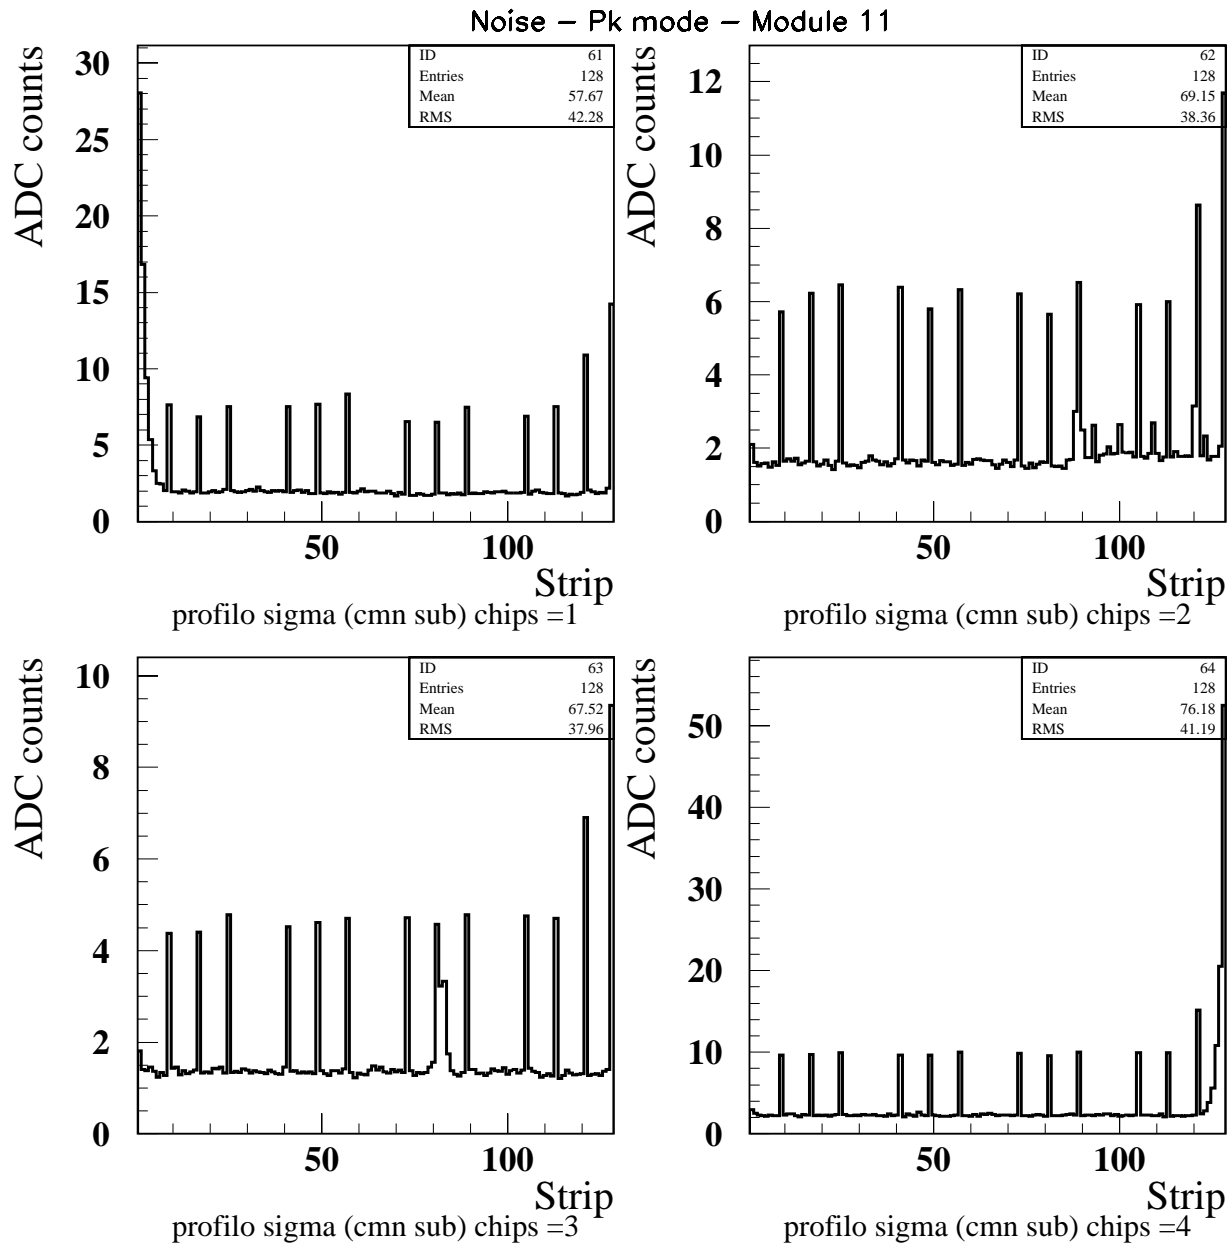 Noise – Pk mode – Module 11
ADC counts
30
25
20
15
10
5
0
50 100
Strip
ID 61
Entries 128
Mean 57.67
RMS 42.28
profilo sigma (cmn sub) chips =1
ADC counts
12
10
8
6
4
2
0
50 100
Strip
ID 62
Entries 128
Mean 69.15
RMS 38.36
profilo sigma (cmn sub) chips =2
ADC counts
10
8
6
4
2
0
50 100
Strip
ID 63
Entries 128
Mean 67.52
RMS 37.96
profilo sigma (cmn sub) chips =3
ADC counts
50
40
30
20
10
0
50 100
Strip
ID 64
Entries 128
Mean 76.18
RMS 41.19
profilo sigma (cmn sub) chips =4